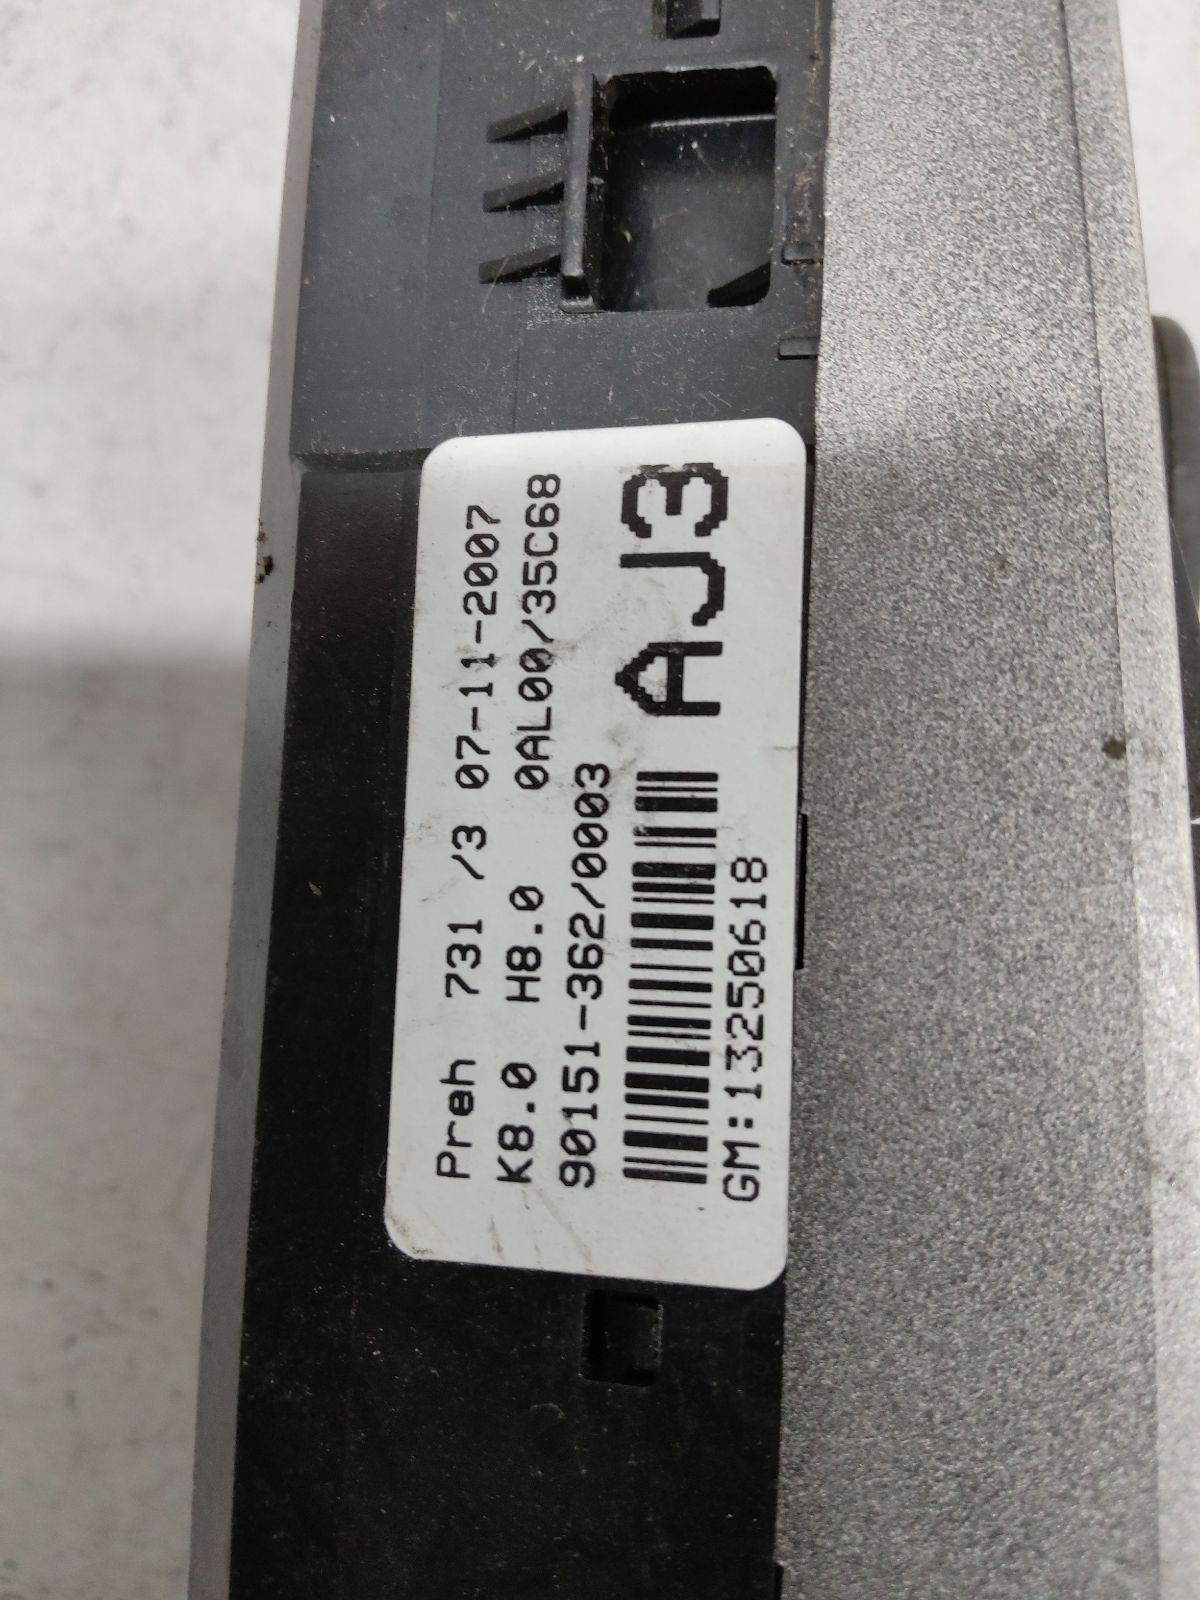 Preh 731 /3 07-11-2007
K8.0 H8.0 0AL00/35C68
90151-362/0003
AJ3
GM:13250618